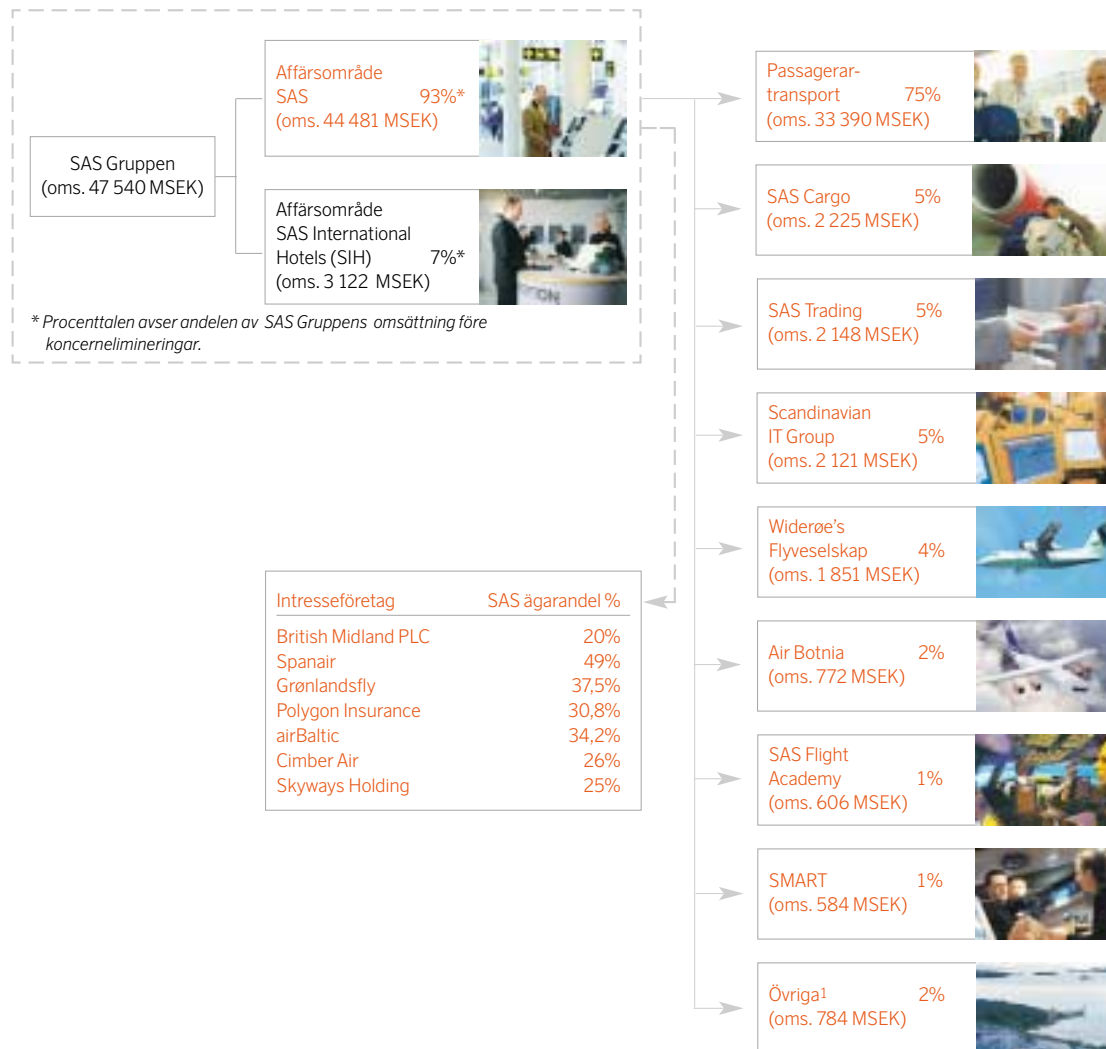 SAS Gruppen
(oms. 47 540 MSEK)
Affärsområde
SAS 93%*
(oms. 44 481 MSEK)
Affärsområde
SAS International
Hotels (SIH) 7%*
(oms. 3 122 MSEK)
* Procenttalen avser andelen av SAS Gruppens omsättning före
koncernelimineringar.
Intresseföretag SAS ägarandel %
British Midland PLC 20%
Spanair 49%
Grønlandsfly 37,5%
Polygon Insurance 30,8%
airBaltic 34,2%
Cimber Air 26%
Skyways Holding 25%
Passagerar-
transport 75%
(oms. 33 390 MSEK)
SAS Cargo 5%
(oms. 2 225 MSEK)
SAS Trading 5%
(oms. 2 148 MSEK)
Scandinavian
IT Group 5%
(oms. 2 121 MSEK)
Widerøe’s
Flyveselskap 4%
(oms. 1 851 MSEK)
Air Botnia 2%
(oms. 772 MSEK)
SAS Flight
Academy 1%
(oms. 606 MSEK)
SMART 1%
(oms. 584 MSEK)
Övriga1 2%
(oms. 784 MSEK)